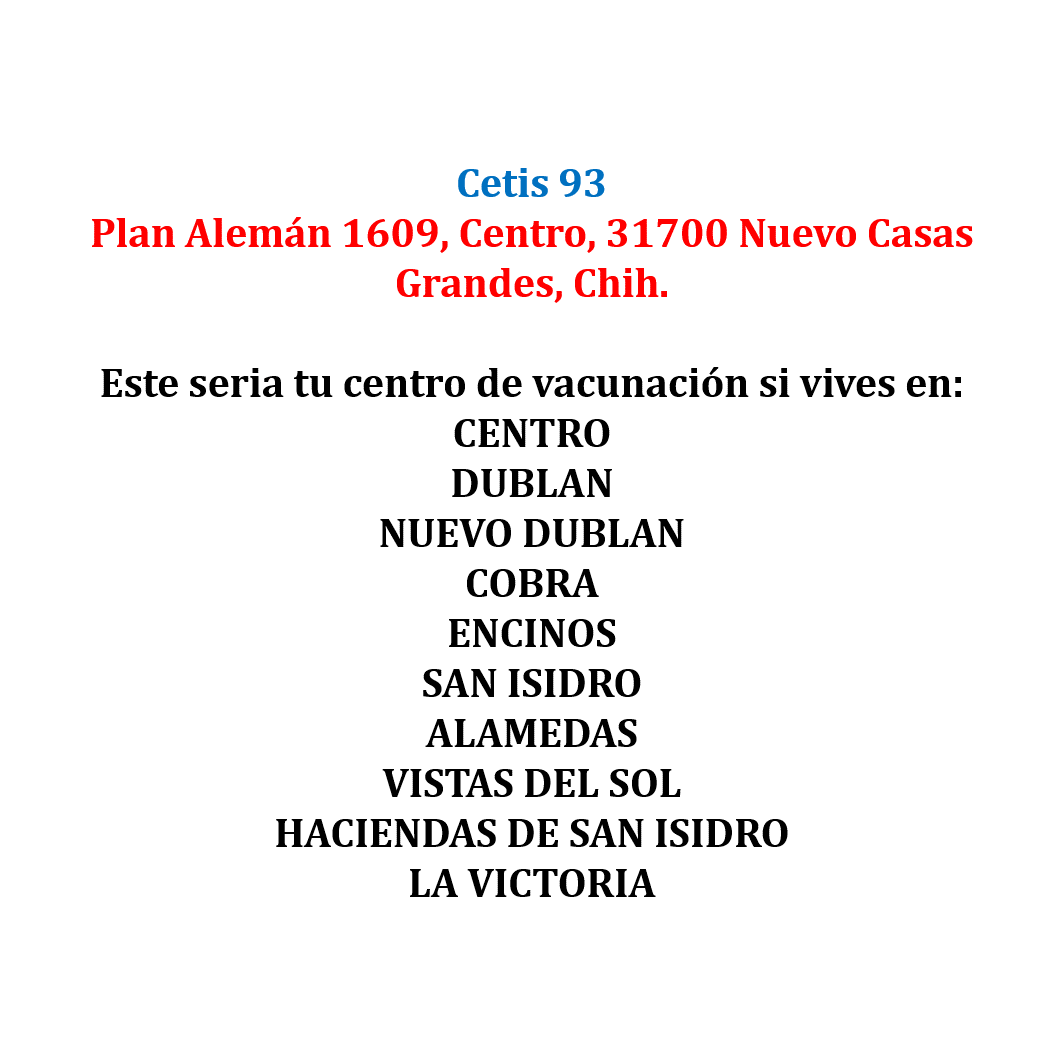 Cetis 93
Plan Alemán 1609, Centro, 31700 Nuevo Casas
Grandes, Chih.
Este seria tu centro de vacunación si vives en:
CENTRO
DUBLAN
NUEVO DUBLAN
COBRA
ENCINOS
SAN ISIDRO
ALAMEDAS
VISTAS DEL SOL
HACIENDAS DE SAN ISIDRO
LA VICTORIA